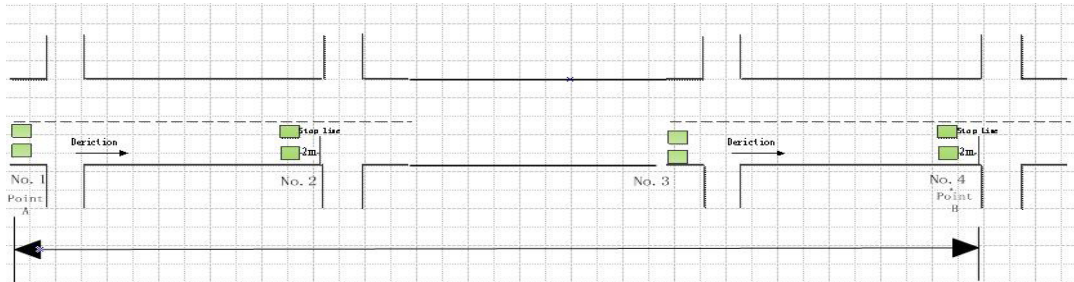 Stop line
Stop Line
Deriction
Deriction
2m
2m
No. 1
No. 2
No. 3
No. 4
Point
A
Point
B